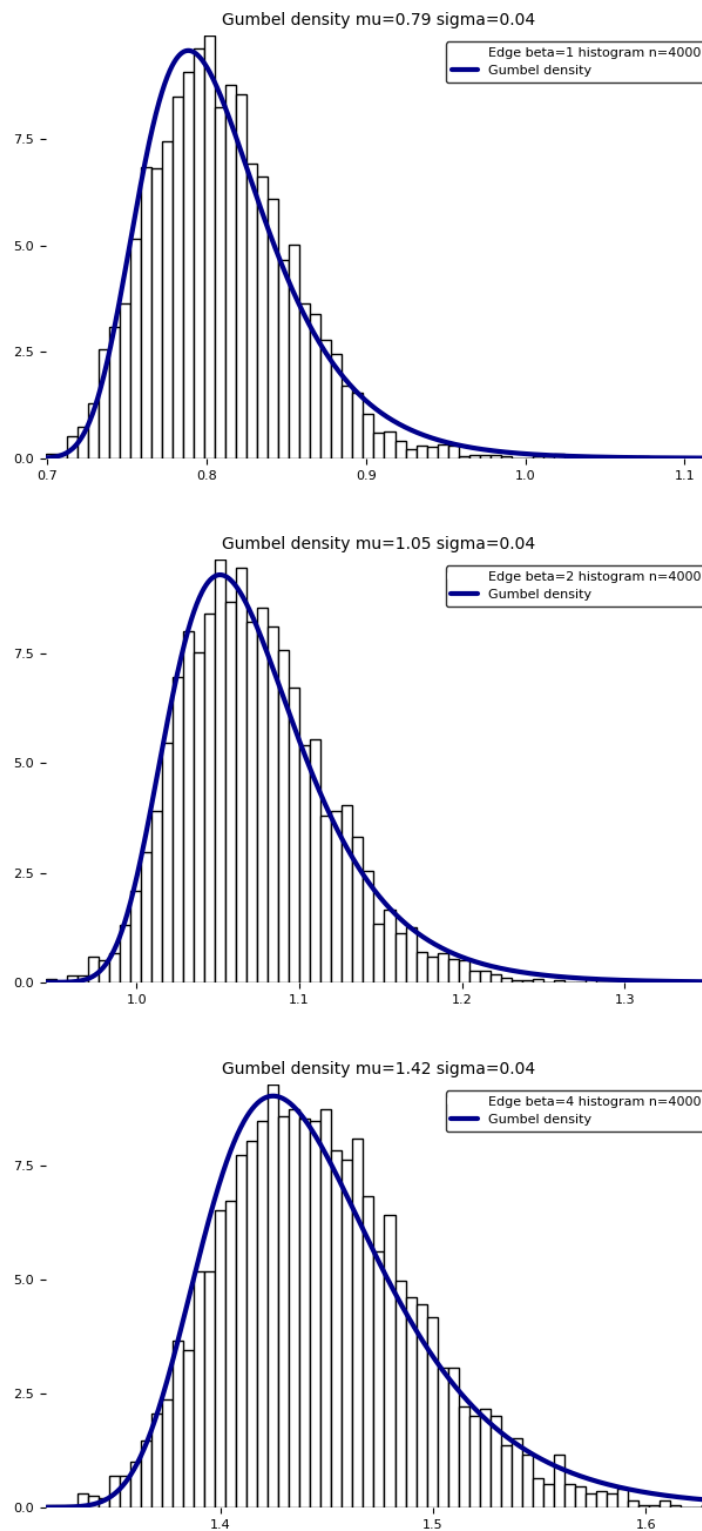 Gumbel density mu=0.79 sigma=0.04
Edge beta=1 histogram n=4000
Gumbel density
7.5
5.0
2.5
0.0
0.7 0.8 0.9 1.0 1.1
Gumbel density mu=1.05 sigma=0.04
Edge beta=2 histogram n=4000
Gumbel density
7.5
5.0
2.5
0.0
1.0 1.1 1.2 1.3
Gumbel density mu=1.42 sigma=0.04
Edge beta=4 histogram n=4000
Gumbel density
7.5
5.0
2.5
0.0
1.4 1.5 1.6